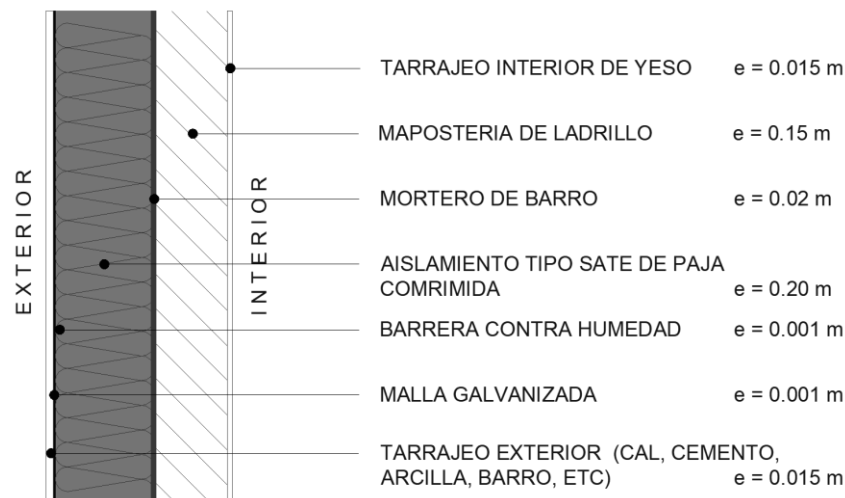 TARRAJEO INTERIOR DE YESO e = 0.015 m
MAPOSTERIA DE LADRILLO e = 0.15 m
MORTERO DE BARRO e = 0.02 m
AISLAMIENTO TIPO SATE DE PAJA
COMRIMIDA e = 0.20 m
BARRERA CONTRA HUMEDAD e = 0.001 m
MALLA GALVANIZADA e = 0.001 m
TARRAJEO EXTERIOR (CAL, CEMENTO,
ARCILLA, BARRO, ETC) e = 0.015 m
EXTERIOR
INTERIOR